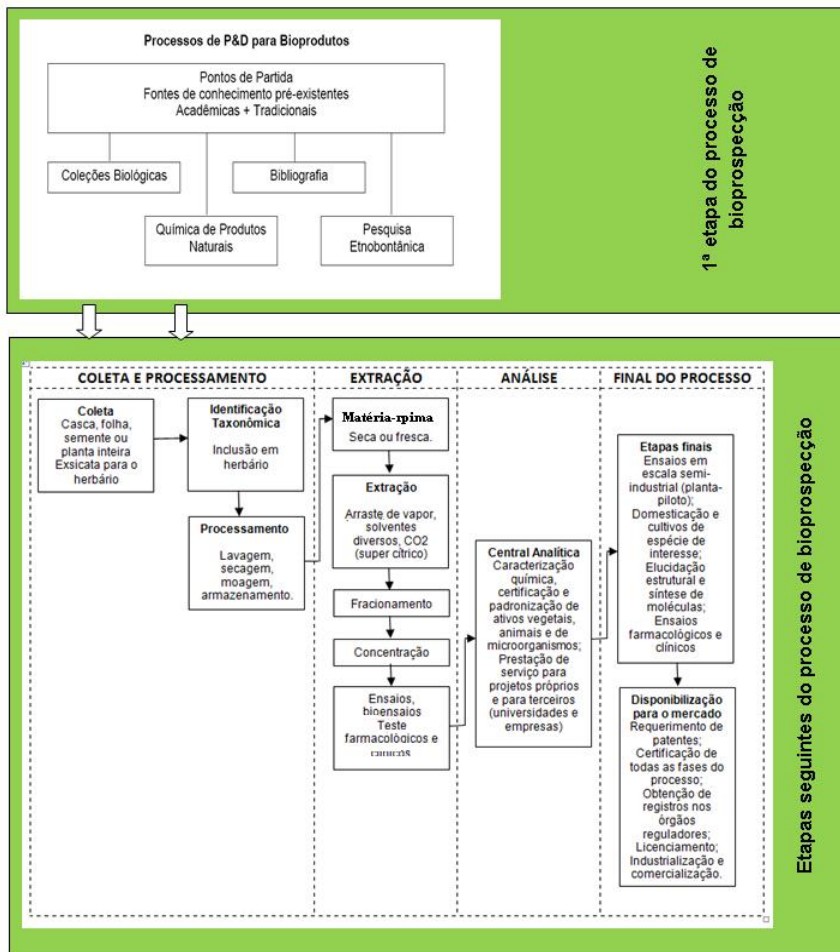 Processos de P&D para Bioprodutos
Pontos de Partida
Fontes de conhecimento pré-existentes
Acadêmicas + Tradicionais
Coleções Biológicas
Bibliografia
Química de Produtos
Naturais
Pesquisa
Etnobontânica
1ª etapa do processo de
bioprospecção
COLETA E PROCESSAMENTO
Coleta
Casca, folha,
semente ou
planta inteira
Exsicata para o
herbário
Identificação
Taxonômica
Inclusão em
herbário
Processamento
Lavagem,
secagem,
moagem,
armazenamento.
EXTRAÇÃO
Matéria-rpima
Seca ou fresca.
Extração
Arraste de vapor,
solventes
diversos, CO2
(super cítrico)
Fracionamento
Concentração
Ensaios,
bioensaios
Teste
farmacológicos e
ANÁLISE
Central Analítica
Caracterização
química,
certificação e
padronização de
ativos vegetais,
animais e de
microorganismos;
Prestação de
serviço para
projetos próprios
e para terceiros
(universidades e
empresas)
FINAL DO PROCESSO
Etapas finais
Ensaios em
escala semi-
industrial (planta-
piloto);
Domesticação e
cultivos de
espécie de
interesse;
Elucidação
estrutural e
síntese de
moléculas;
Ensaios
farmacológicos e
clínicos
Disponibilização
para o mercado
Requerimento de
patentes;
Certificação de
todas as fases do
processo;
Obtenção de
registros nos
órgãos
reguladores;
Licenciamento;
Industrialização e
comercialização.
Etapas seguintes do processo de bioprospecção